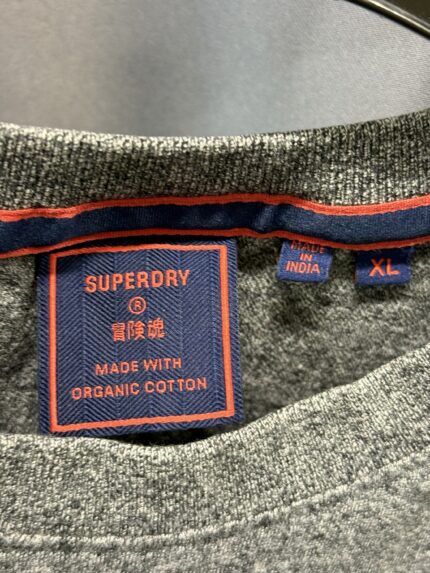 SUPERDRY
®
冒険魂
MADE WITH
ORGANIC COTTON
MADE
IN
INDIA
XL